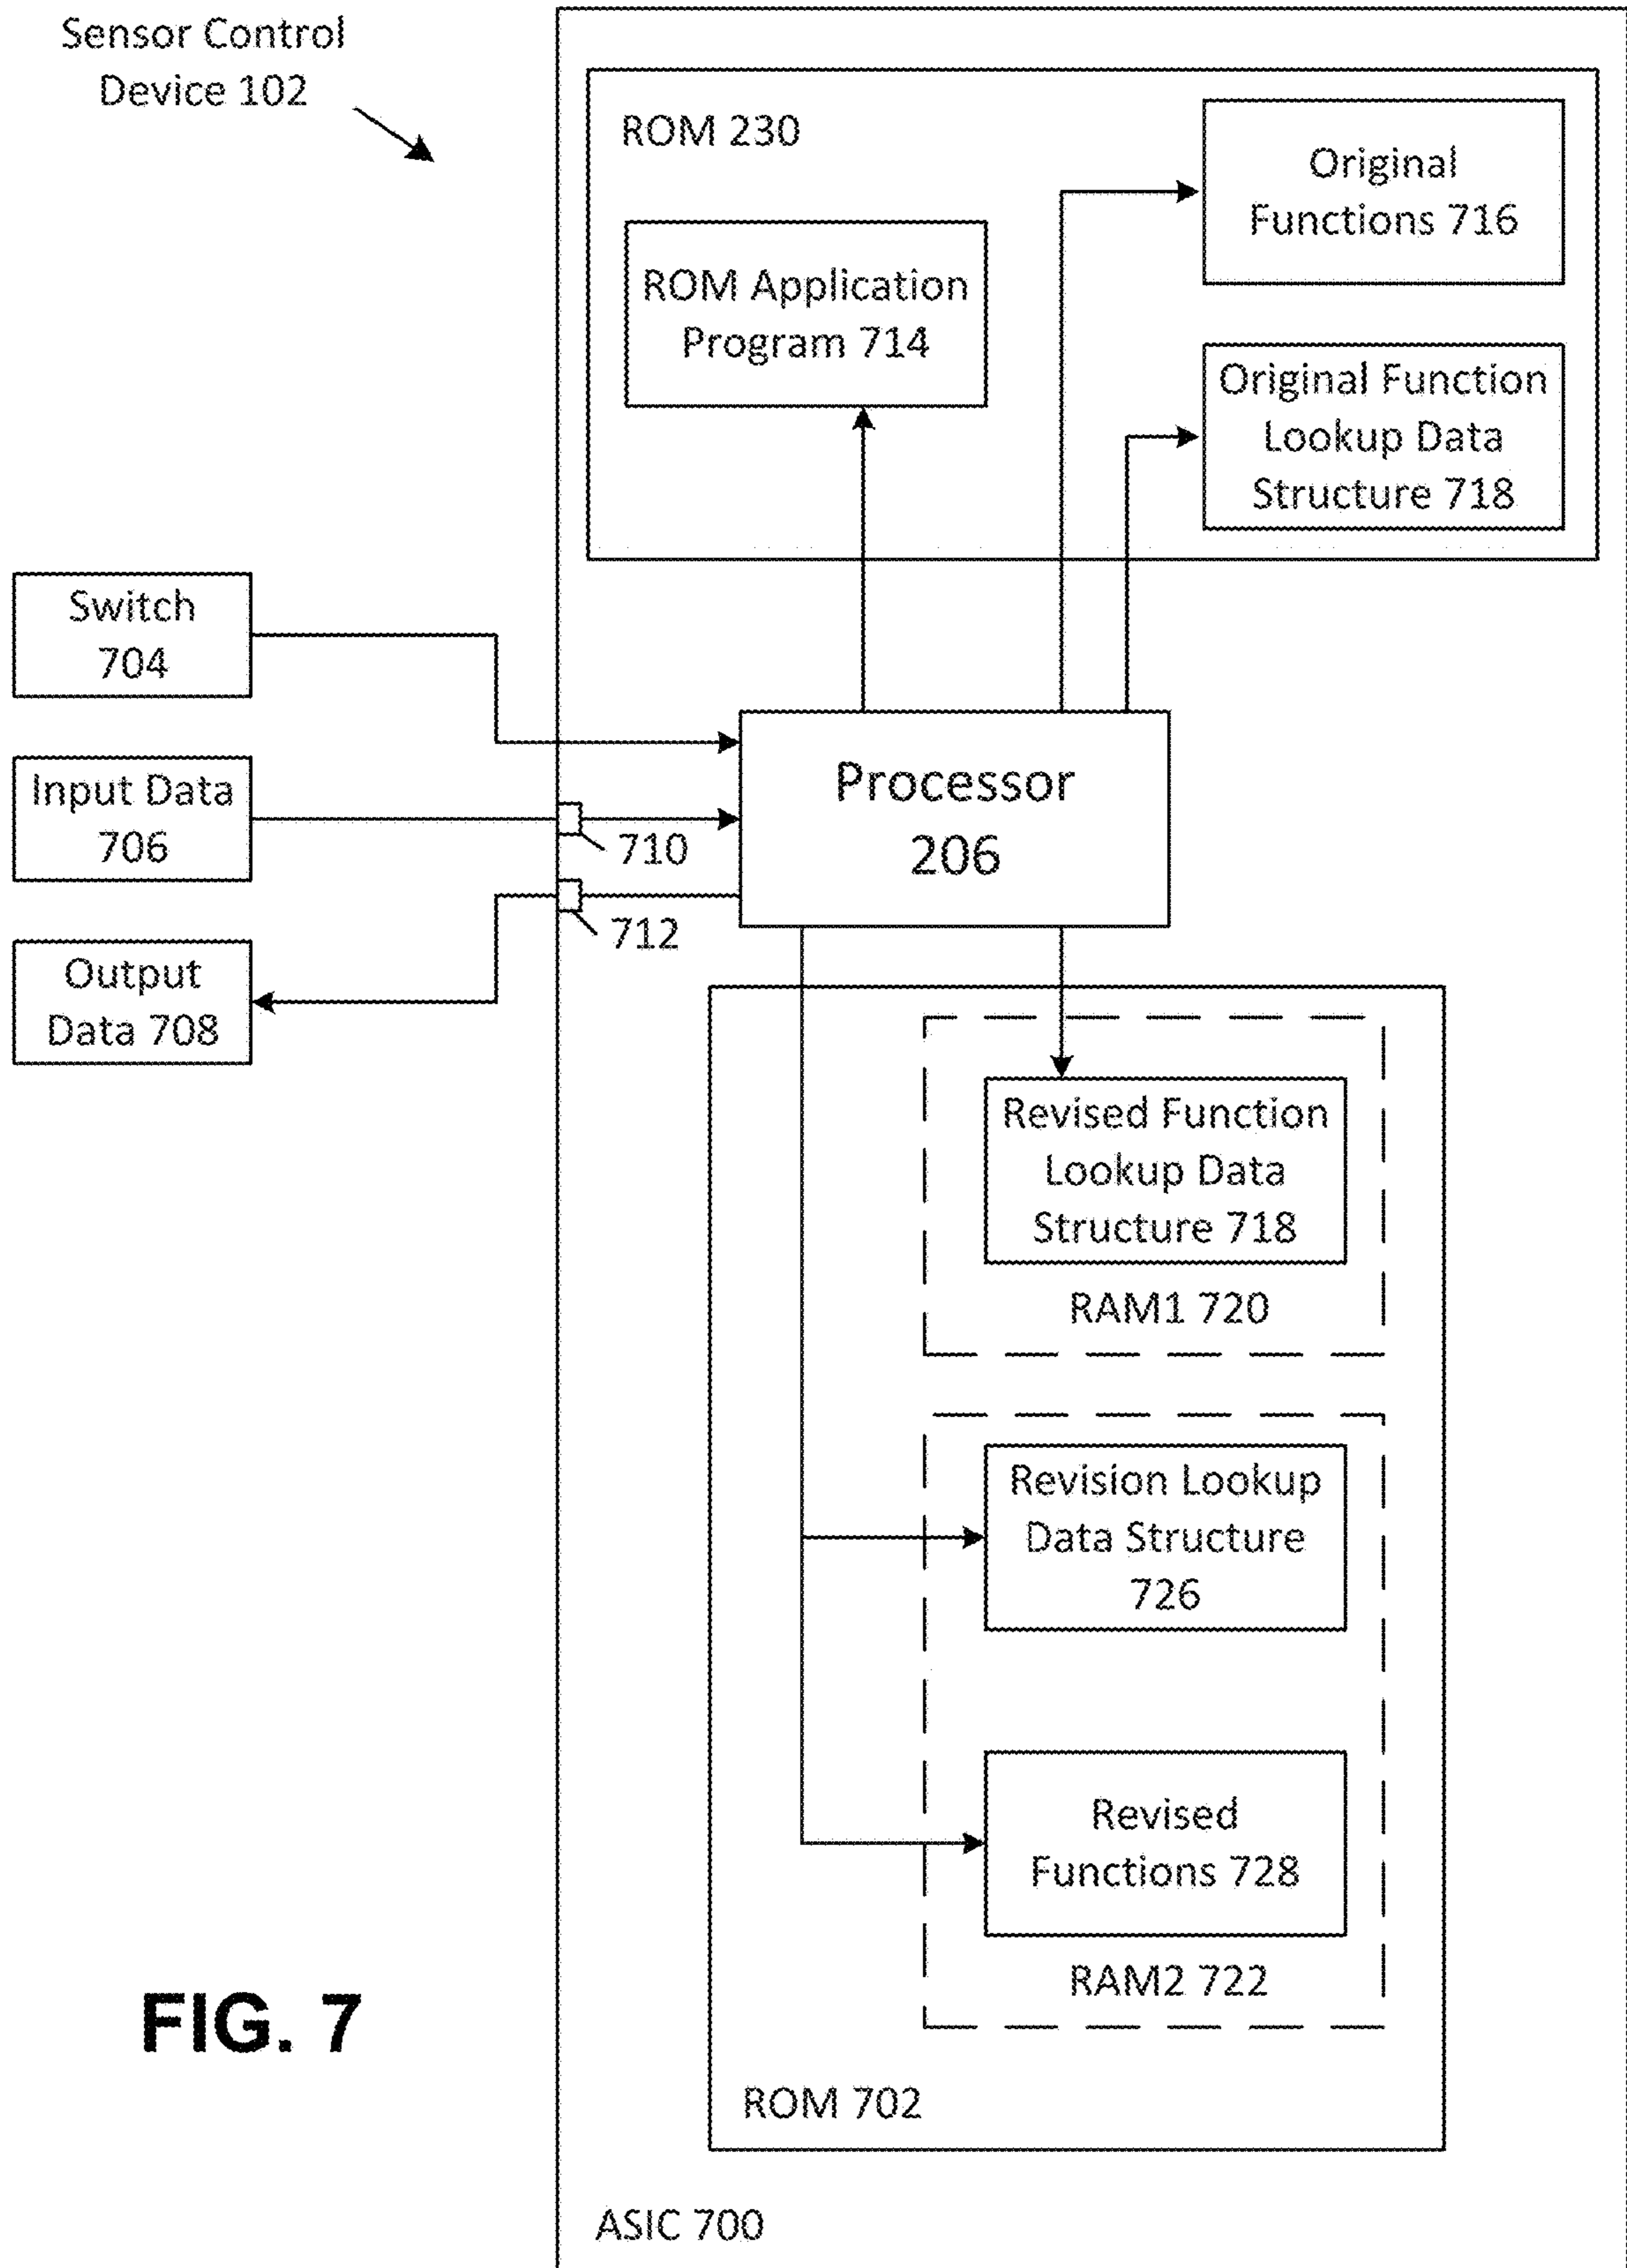 Sensor Control
Device 102
ROM 230
Original
Functions 716
ROM Application
Program 714
Original Function
Lookup Data
Structure 718
Switch
704
Input Data
706
Output
Data 708
710
712
Processor
206
Revised Function
Lookup Data
Structure 718
RAM1 720
Revision Lookup
Data Structure
726
Revised
Functions 728
RAM2 722
ROM 702
ASIC 700
FIG. 7